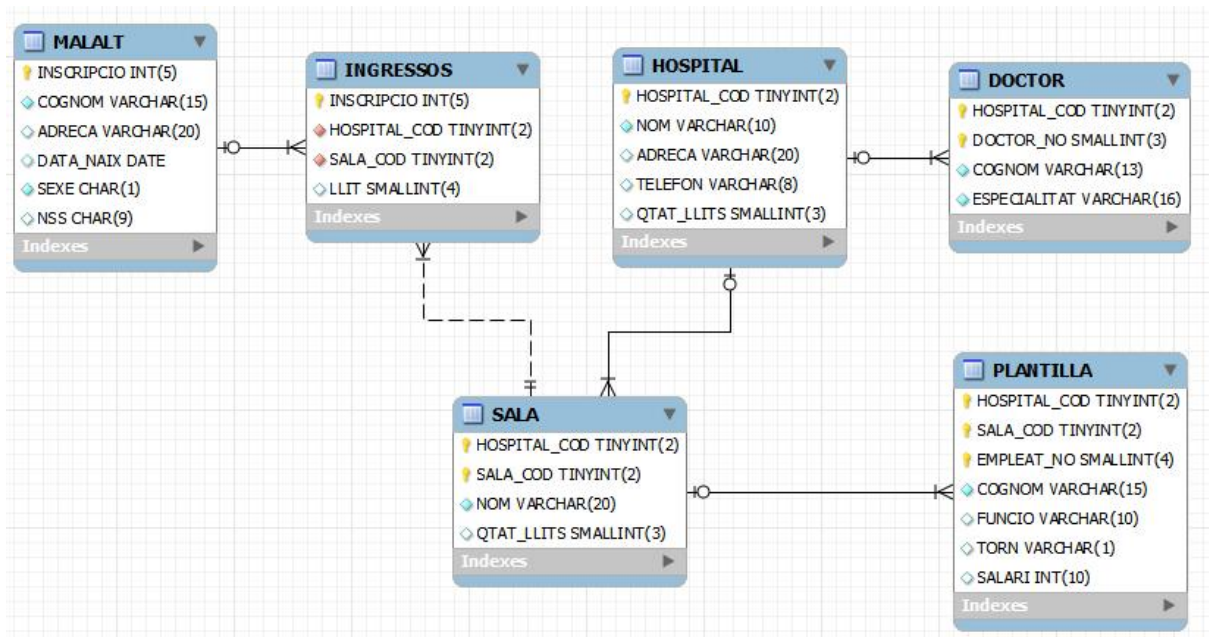 MALALT
INSCRIPCIO INT(5)
COGNOM VARCHAR(15)
ADRECA VARCHAR(20)
DATA_NAIX DATE
SEXE CHAR(1)
NSS CHAR(9)
Indexes
INGRESSOS
INSCRIPCIO INT(5)
HOSPITAL_COD TINYINT(2)
SALA_COD TINYINT(2)
LLIT SMALLINT(4)
Indexes
HOSPITAL
HOSPITAL_COD TINYINT(2)
NOM VARCHAR(10)
ADRECA VARCHAR(20)
TELEFON VARCHAR(8)
QTAT_LLITS SMALLINT(3)
Indexes
DOCTOR
HOSPITAL_COD TINYINT(2)
DOCTOR_NO SMALLINT(3)
COGNOM VARCHAR(13)
ESPECIALITAT VARCHAR(16)
Indexes
SALA
HOSPITAL_COD TINYINT(2)
SALA_COD TINYINT(2)
NOM VARCHAR(20)
QTAT_LLITS SMALLINT(3)
Indexes
PLANTILLA
HOSPITAL_COD TINYINT(2)
SALA_COD TINYINT(2)
EMPLEAT_NO SMALLINT(4)
COGNOM VARCHAR(15)
FUNCIO VARCHAR(10)
TORN VARCHAR(1)
SALARI INT(10)
Indexes